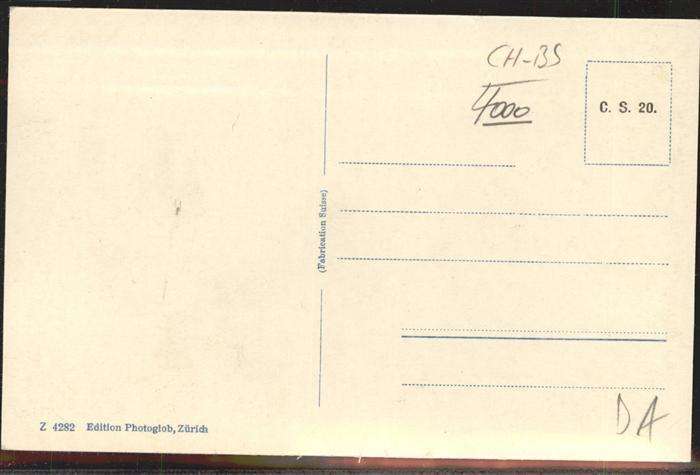 CH-BS
4000
C. S. 20.
(Fabrication Suisse)
Z 4282 Edition Photoglob, Zürich
DA